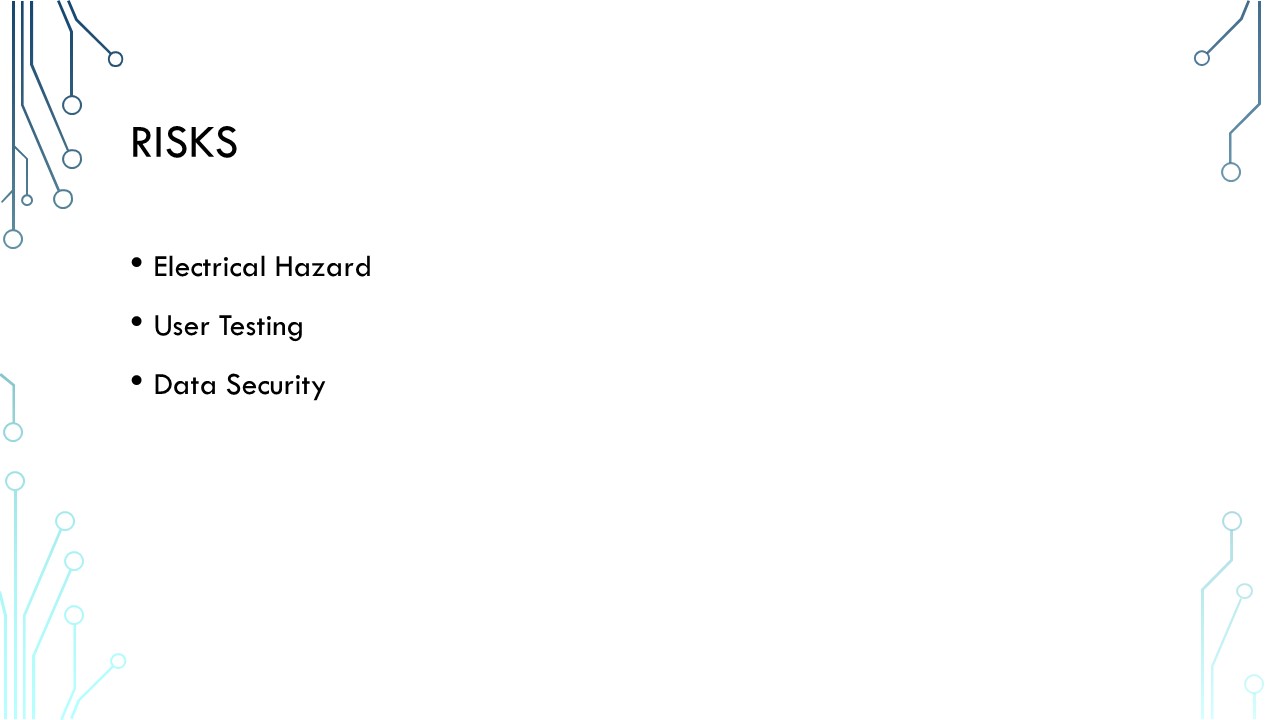 RISKS
• Electrical Hazard
• User Testing
• Data Security